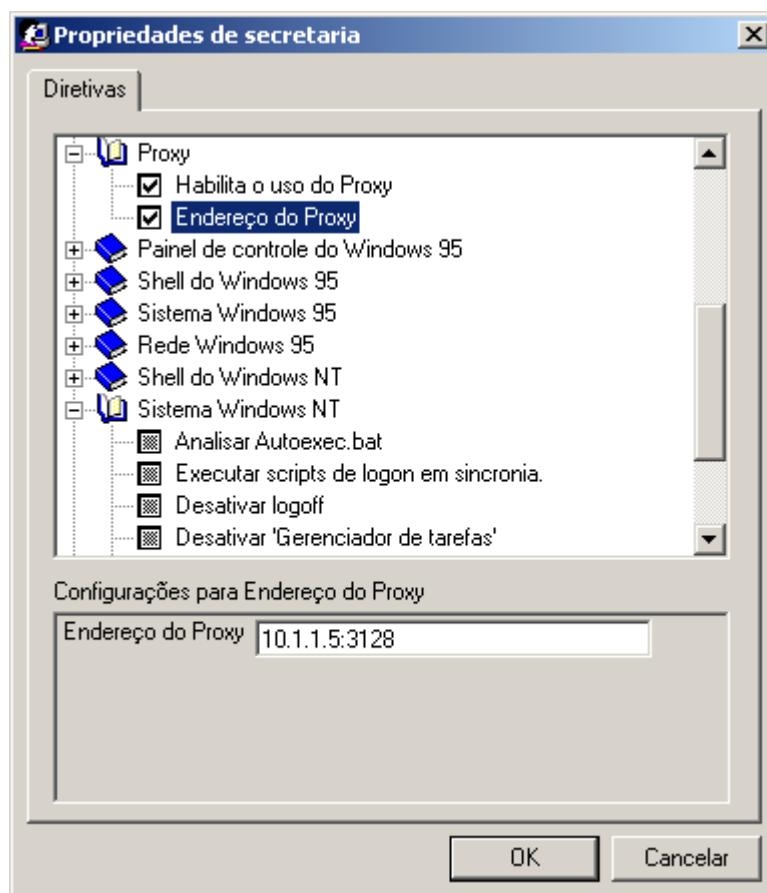 Propriedades de secretaria
Diretivas
Proxy
Habilita o uso do Proxy
Endereço do Proxy
Painel de controle do Windows 95
Shell do Windows 95
Sistema Windows 95
Rede Windows 95
Shell do Windows NT
Sistema Windows NT
Analisar Autoexec.bat
Executar scripts de logon em sincronia.
Desativar logoff
Desativar 'Gerenciador de tarefas'
Configurações para Endereço do Proxy
Endereço do Proxy 10.1.1.5:3128
OK Cancelar